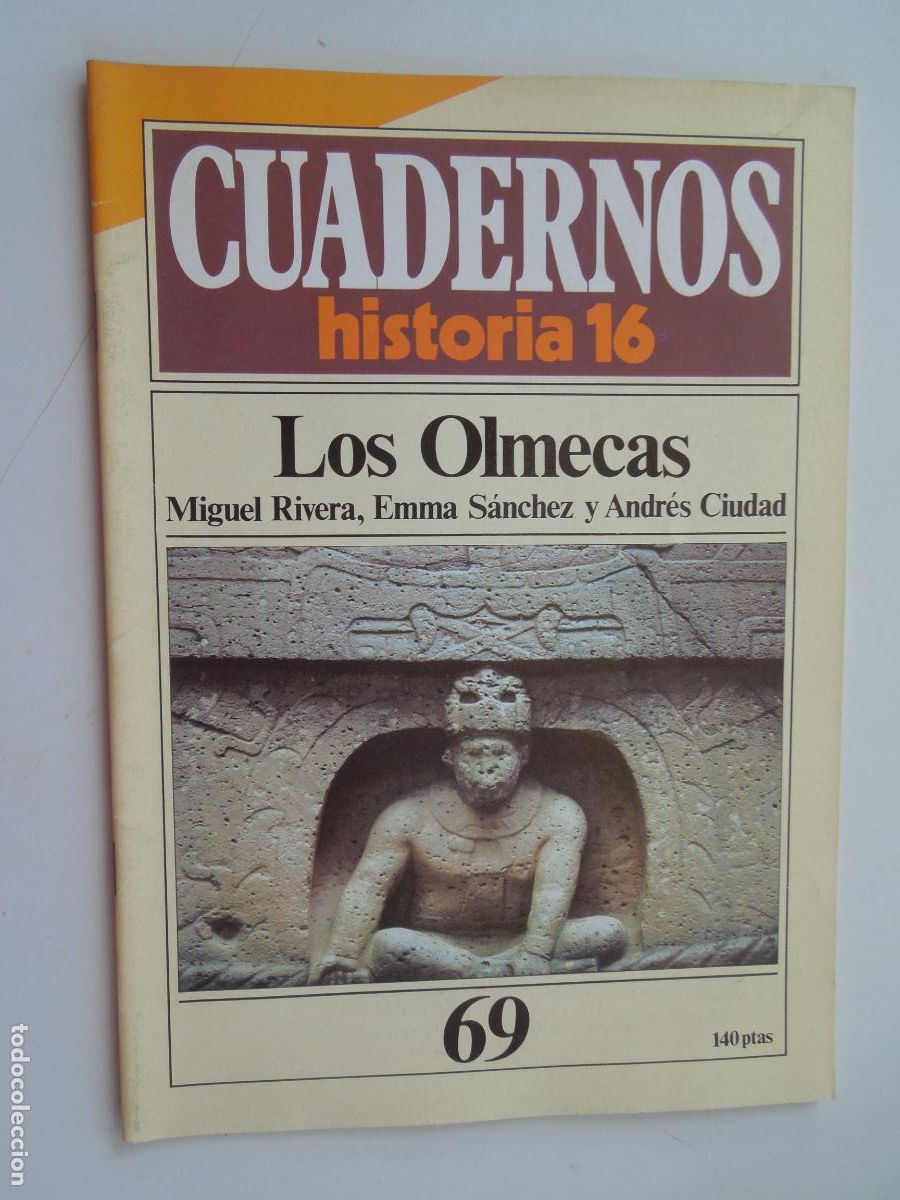 CUADERNOS
historia 16
Los Olmecas
Miguel Rivera, Emma Sánchez y Andrés Ciudad
69
140 ptas
todocoleccion